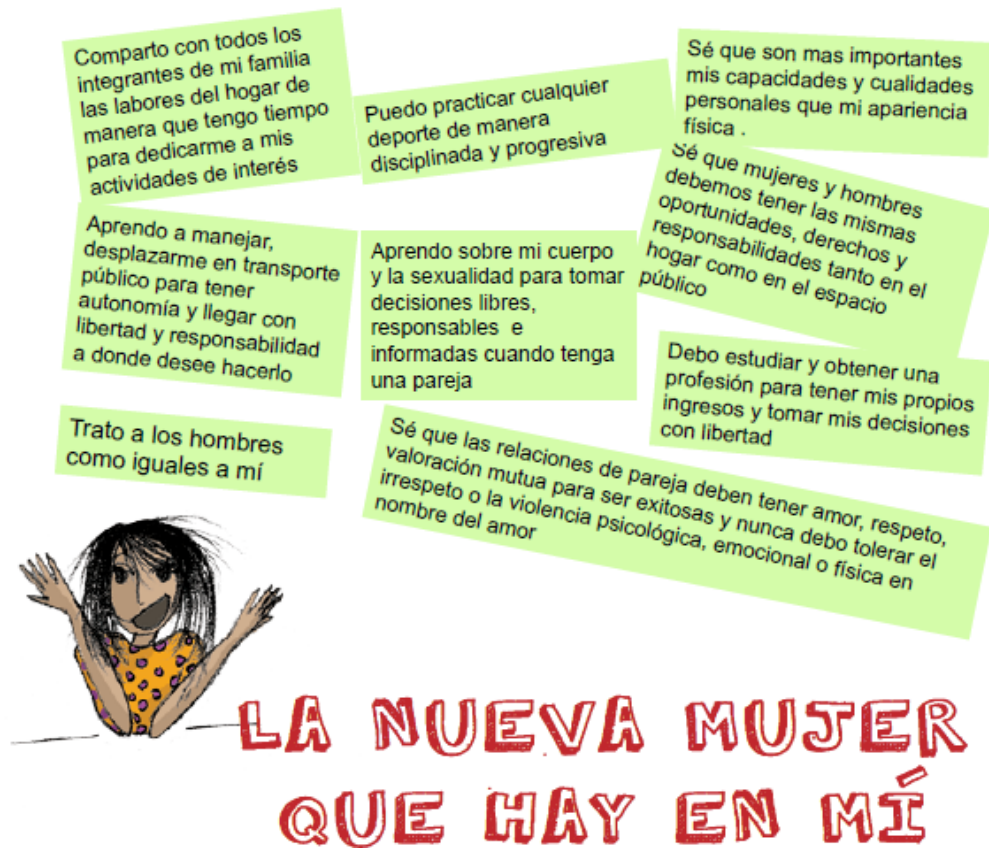 Comparto con todos los
integrantes de mi familia
las labores del hogar de
manera que tengo tiempo
para dedicarme a mis
actividades de interés
Puedo practicar cualquier
deporte de manera
disciplinada y progresiva
Sé que son mas importantes
mis capacidades y cualidades
personales que mi apariencia
física .
Aprendo a manejar,
desplazarme en transporte
público para tener
autonomía y llegar con
libertad y responsabilidad
a donde desee hacerlo
Aprendo sobre mi cuerpo
y la sexualidad para tomar
decisiones libres,
responsables e
informadas cuando tenga
una pareja
Sé que mujeres y hombres
debemos tener las mismas
oportunidades, derechos y
responsabilidades tanto en el
hogar como en el espacio
público
Debo estudiar y obtener una
profesión para tener mis propios
ingresos y tomar mis decisiones
con libertad
Trato a los hombres
como iguales a mí
Sé que las relaciones de pareja deben tener amor, respeto,
valoración mutua para ser exitosas y nunca debo tolerar el
irrespeto o la violencia psicológica, emocional o física en
nombre del amor
LA NUEVA MUJER
QUE HAY EN MÍ